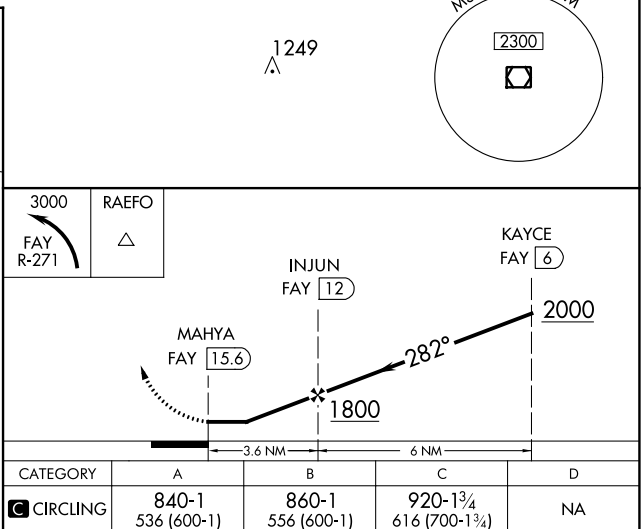 1249
2300
3000
FAY
R-271
RAEFO
KAYCE
FAY 6
INJUN
FAY 12
MAHYA
FAY 15.6
2000
282°
1800
3.6 NM
6 NM
CATEGORY A B C D
C CIRCLING 840-1 860-1 920-1¾ NA
536 (600-1) 556 (600-1) 616 (700-1¾)